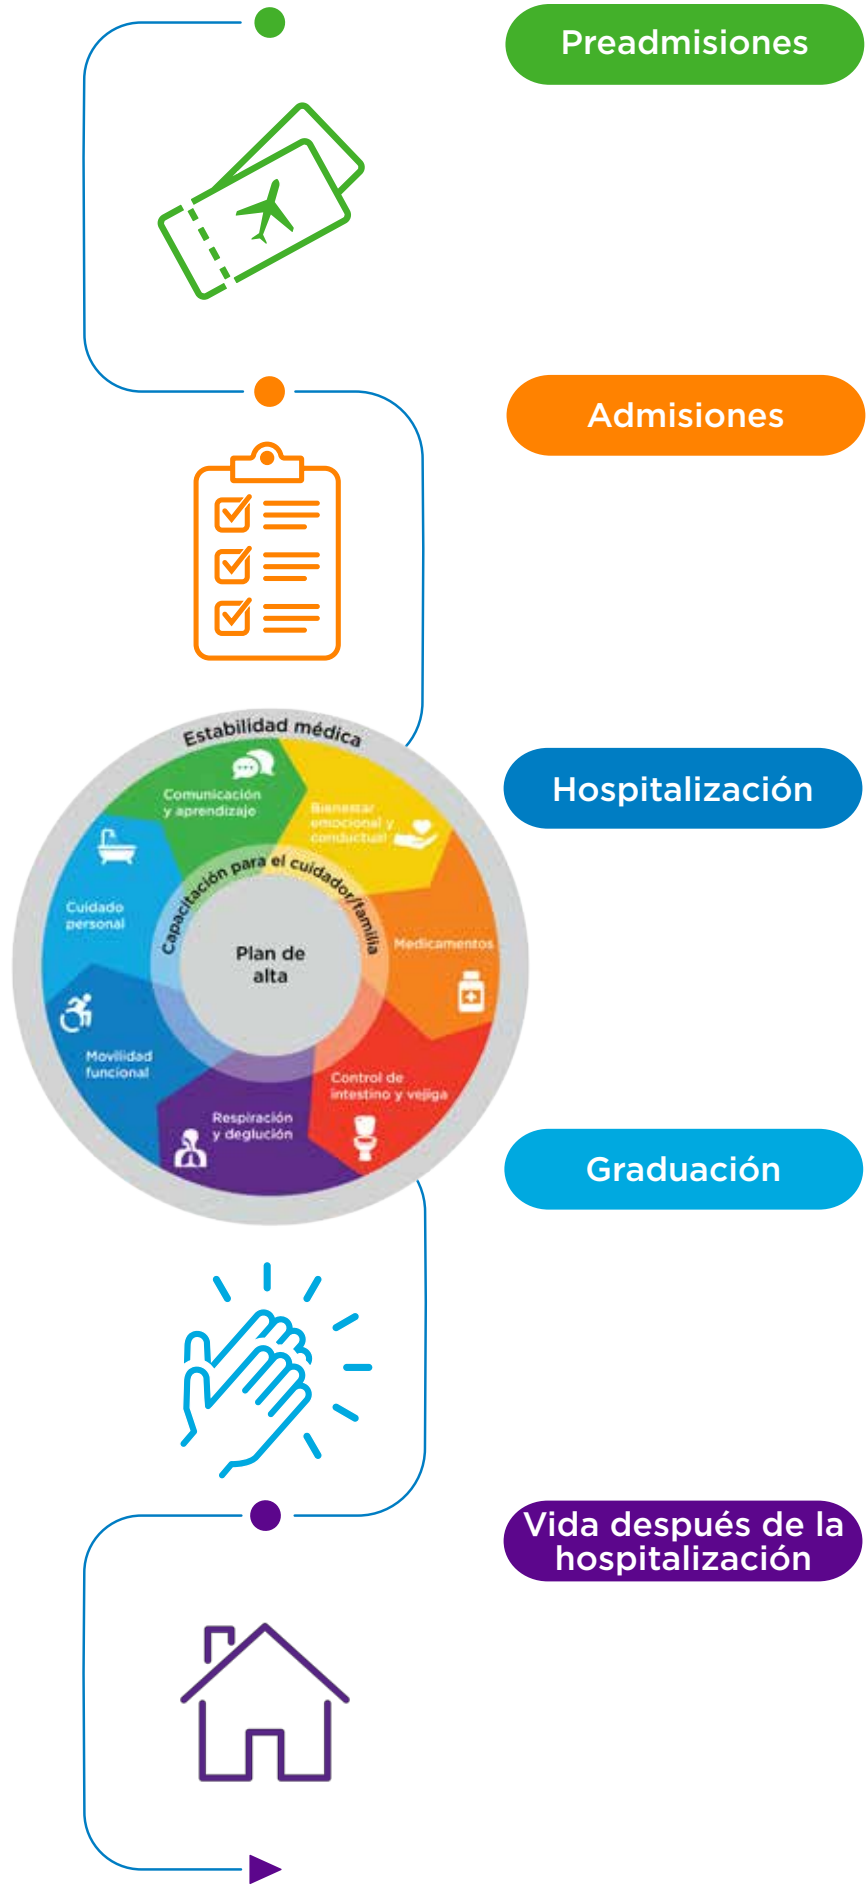 Preadmisiones
Admisiones
Hospitalización
Estabilidad médica
Comunicación
y aprendizaje
Bienestar
emocional y
conductual
Medicamentos
Control de
intestino y vejiga
Respiración
y deglución
Movilidad
funcional
Cuidado
personal
Capacitación para el cuidador/familia
Plan de
alta
Graduación
Vida después de la
hospitalización